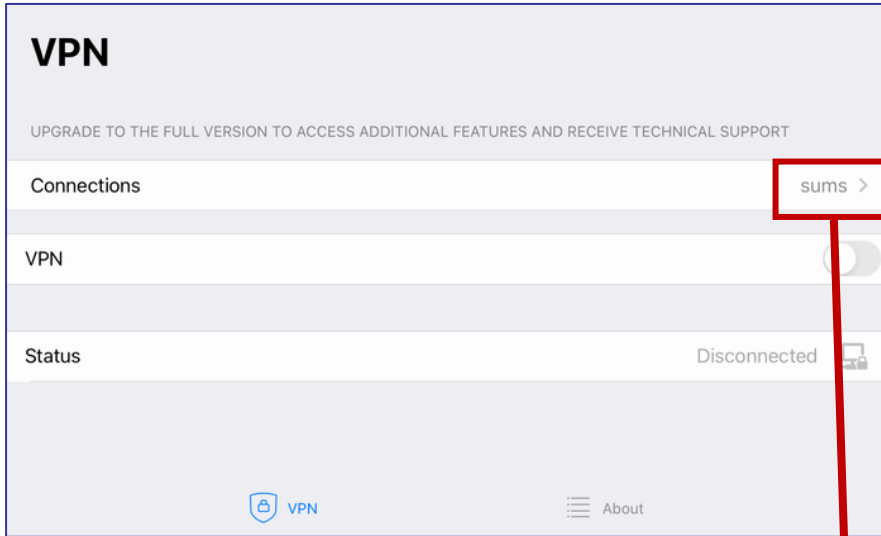 VPN
UPGRADE TO THE FULL VERSION TO ACCESS ADDITIONAL FEATURES AND RECEIVE TECHNICAL SUPPORT
Connections sums >
VPN
Status Disconnected
VPN About